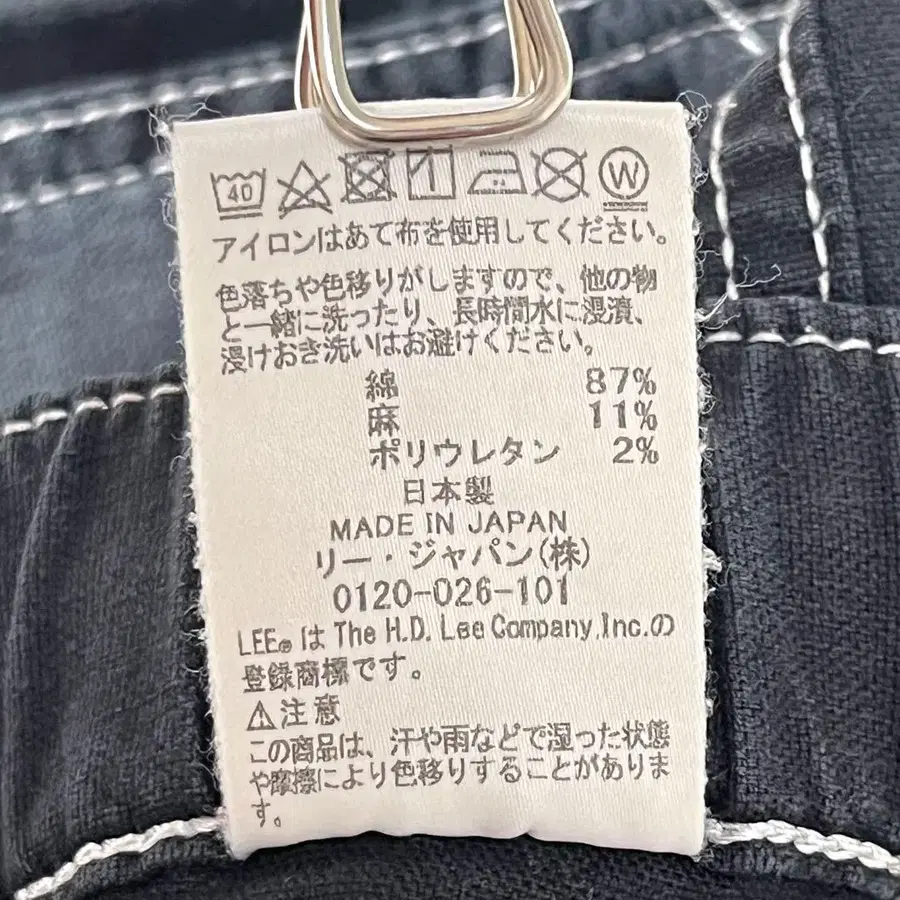 40 W
アイロンはあて布を使用してください。
色落ちや色移りがしますので、他の物
と一緒に洗ったり、長時間水に浸漬、
浸けおき洗いはお避けください。
綿 87%
麻 11%
ポリウレタン 2%
日本製
MADE IN JAPAN
リー・ジャパン(株)
0120-026-101
LEE®は The H.D. Lee Company,Inc.の
登録商標です。
⚠注意
この商品は、汗や雨などで湿った状態
や摩擦により色移りすることがありま
す。